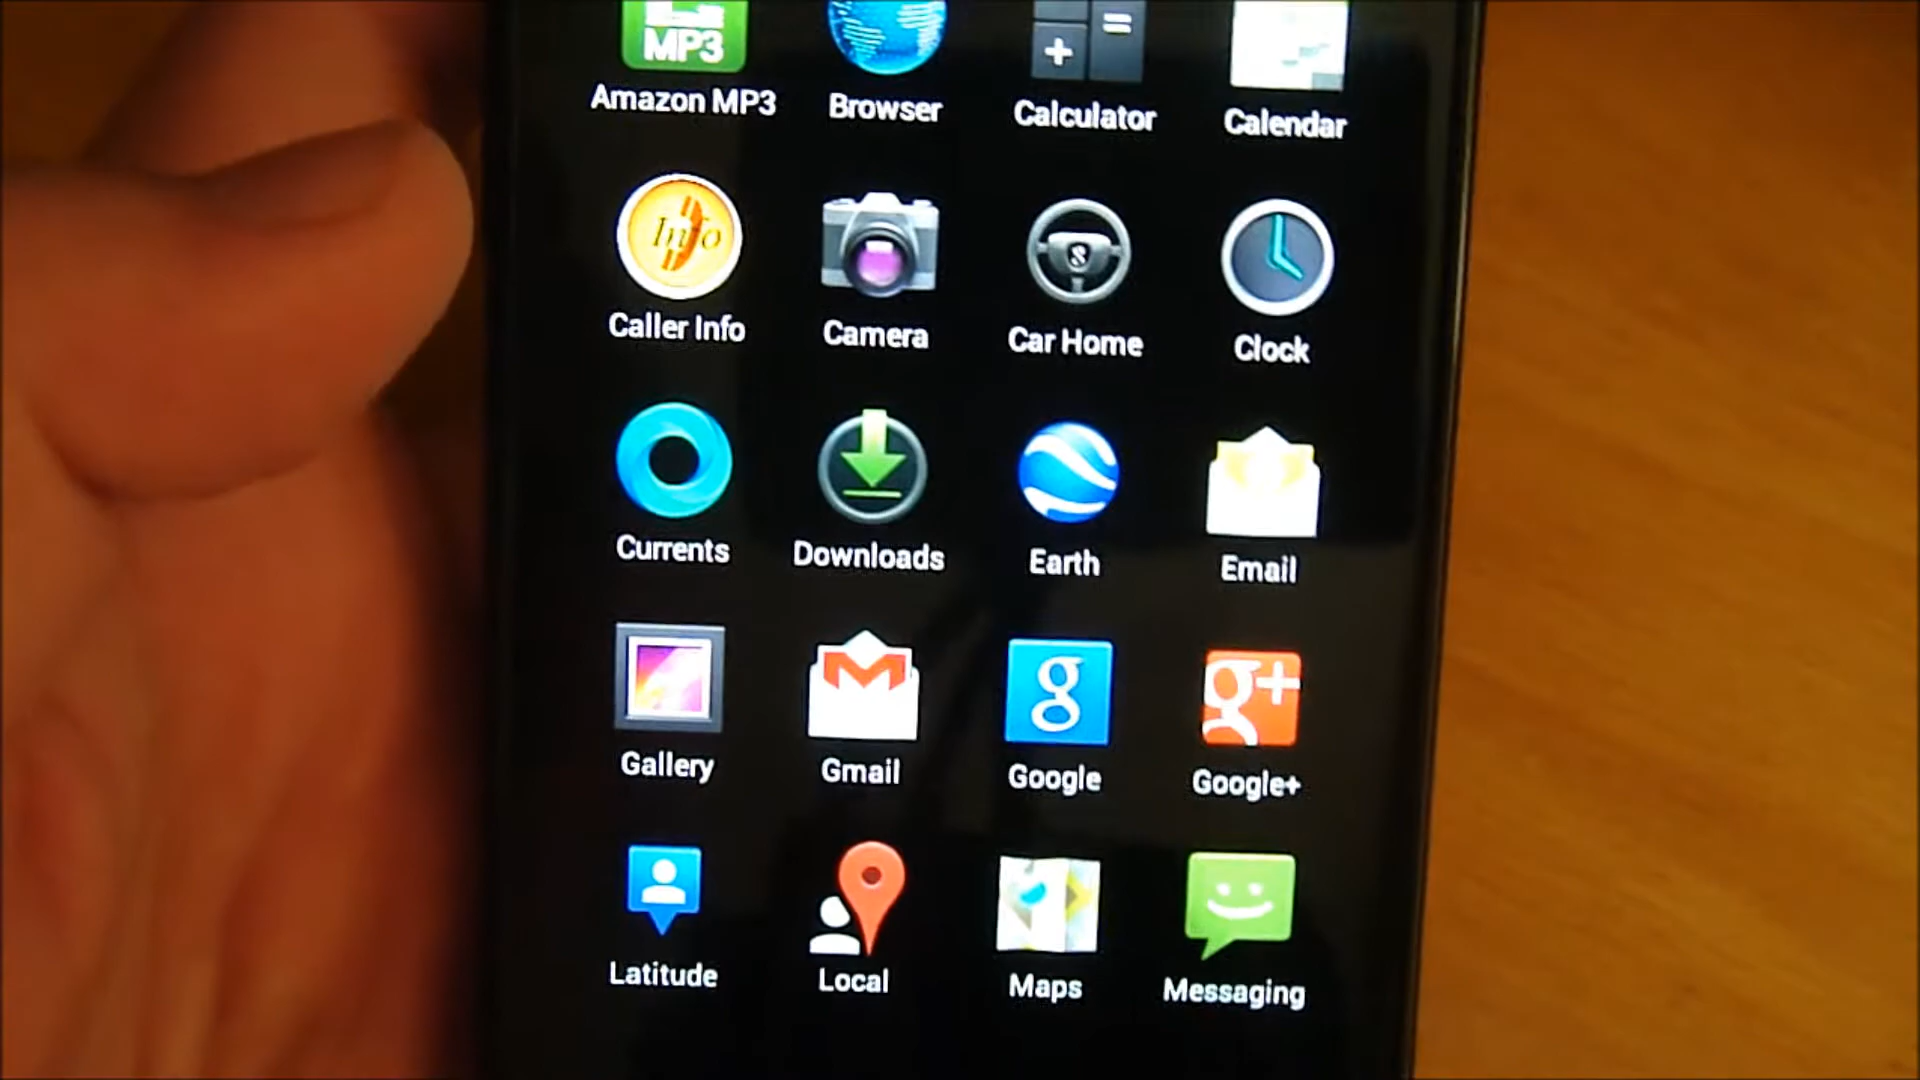 MP3
Amazon MP3 Browser Calculator Calendar
Info
Caller Info Camera Car Home Clock
Currents Downloads Earth Email
g g+
Gallery Gmail Google Google+
Latitude Local Maps Messaging